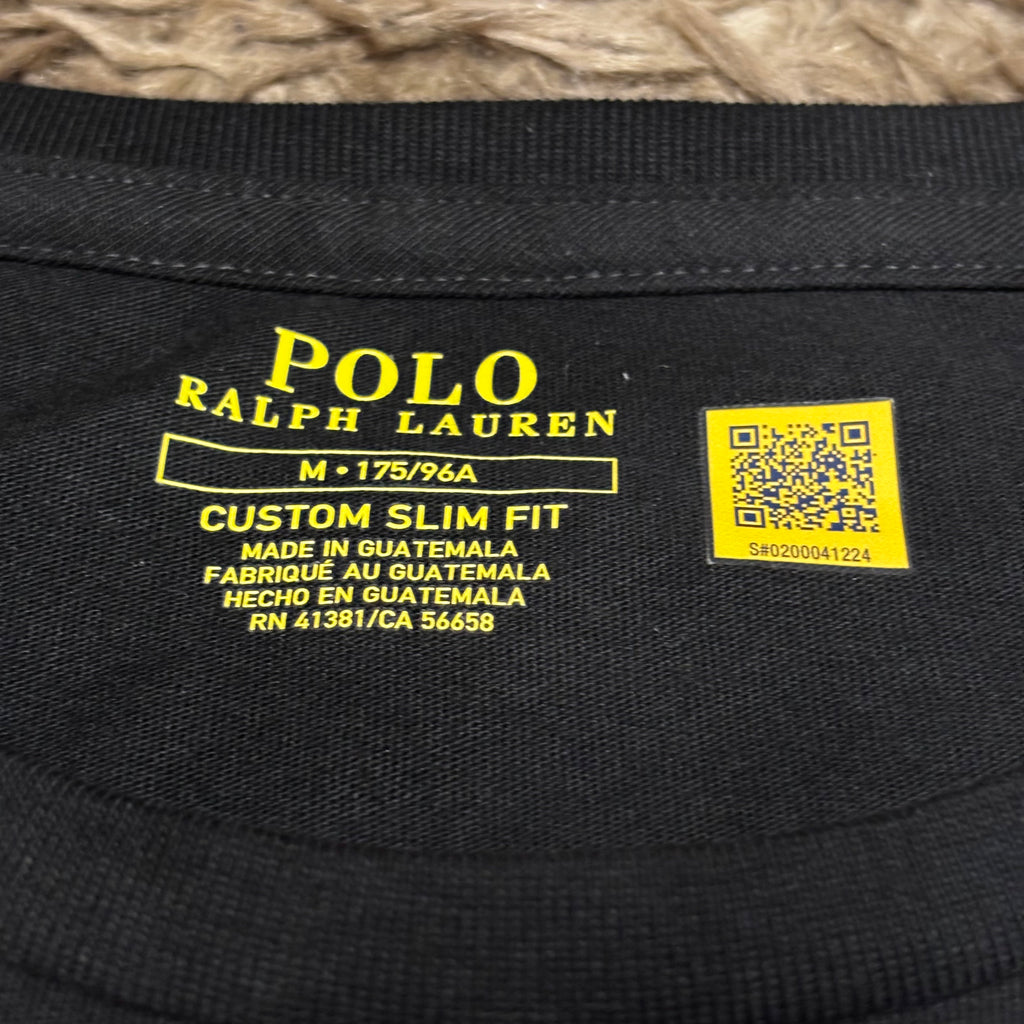 POLO
RALPH LAUREN
M • 175/96A
CUSTOM SLIM FIT
MADE IN GUATEMALA
FABRIQUÉ AU GUATEMALA
HECHO EN GUATEMALA
RN 41381/CA 56658
S#0200041224